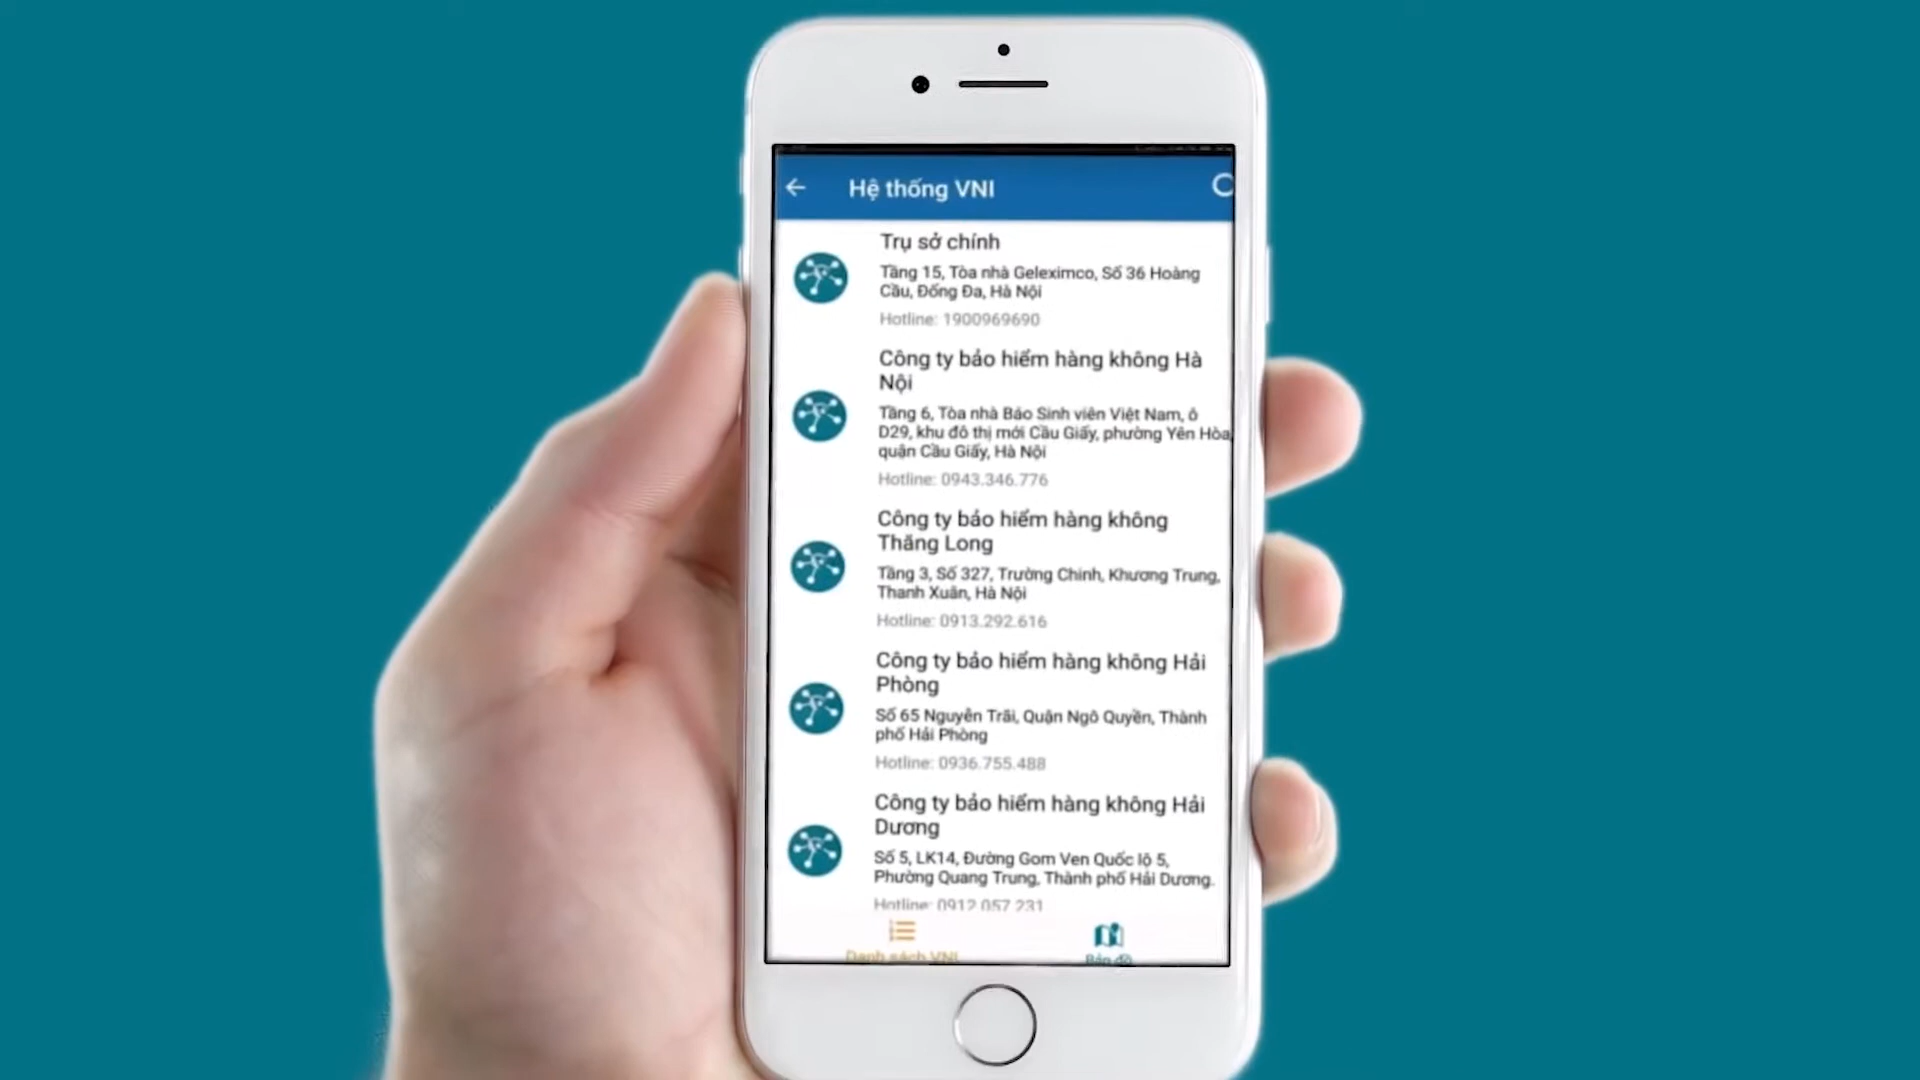 Hệ thống VNI
Trụ sở chính
Tầng 15, Tòa nhà Geleximco, Số 36 Hoàng
Cầu, Đống Đa, Hà Nội
Hotline: 1900969690
Công ty bảo hiểm hàng không Hà
Nội
Tầng 6, Tòa nhà Báo Sinh viên Việt Nam, ô
D29, khu đô thị mới Cầu Giấy, phường Yên Hòa,
quận Cầu Giấy, Hà Nội
Hotline: 0943.346.776
Công ty bảo hiểm hàng không
Thăng Long
Tầng 3, Số 327, Trường Chinh, Khương Trung,
Thanh Xuân, Hà Nội
Hotline: 0913.292.616
Công ty bảo hiểm hàng không Hải
Phòng
Số 65 Nguyễn Trãi, Quận Ngô Quyền, Thành
phố Hải Phòng
Hotline: 0936.755.488
Công ty bảo hiểm hàng không Hải
Dương
Số 5, LK14, Đường Gom Ven Quốc lộ 5,
Phường Quang Trung, Thành phố Hải Dương.
Hotline: 0912.057.231
Danh sách VNI
Bản đồ